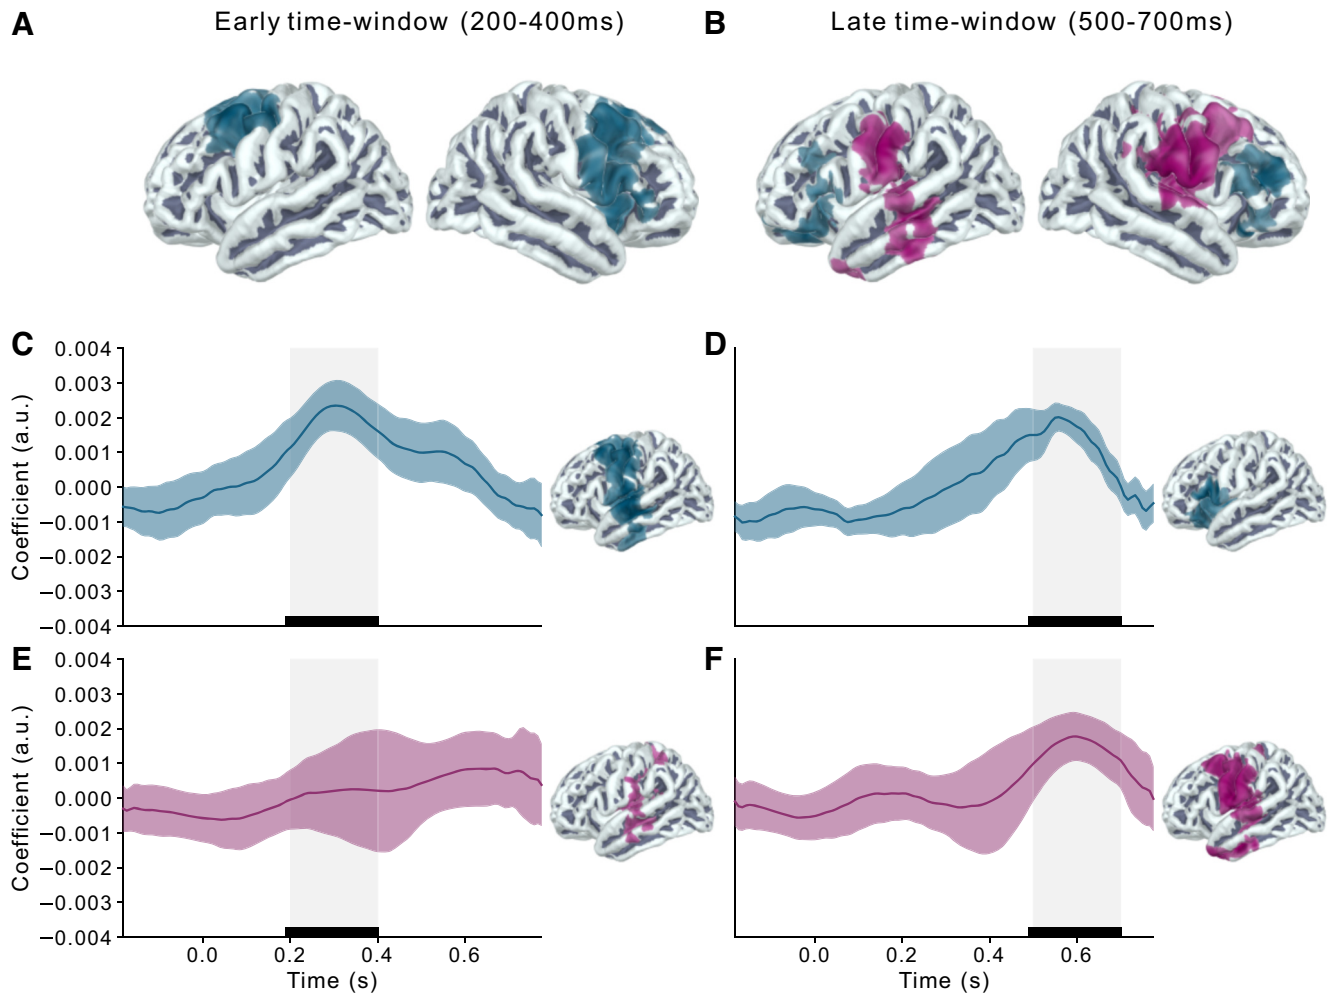 A
Early time-window (200-400ms)
B
Late time-window (500-700ms)
C
D
Coefficient (a.u.)
0.004
0.003
0.002
0.001
0.000
−0.001
−0.002
−0.003
−0.004
E
F
Coefficient (a.u.)
0.004
0.003
0.002
0.001
0.000
−0.001
−0.002
−0.003
−0.004
0.0 0.2 0.4 0.6
Time (s)
0.0 0.2 0.4 0.6
Time (s)